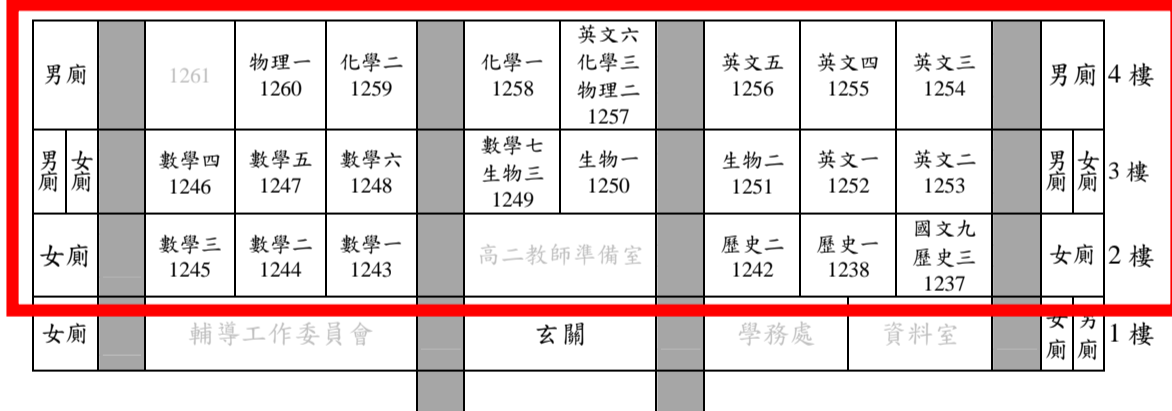 男廁
1261
物理一
1260
化學二
1259
化學一
1258
英文六
化學三
物理二
1257
英文五
1256
英文四
1255
英文三
1254
男廁
4 樓
男廁
女廁
數學四
1246
數學五
1247
數學六
1248
數學七
生物三
1249
生物一
1250
生物二
1251
英文一
1252
英文二
1253
男廁
女廁
3 樓
女廁
數學三
1245
數學二
1244
數學一
1243
高二教師準備室
歷史二
1242
歷史一
1238
國文九
歷史三
1237
女廁
2 樓
女廁
輔導工作委員會
玄關
學務處
資料室
女廁
男廁
1 樓